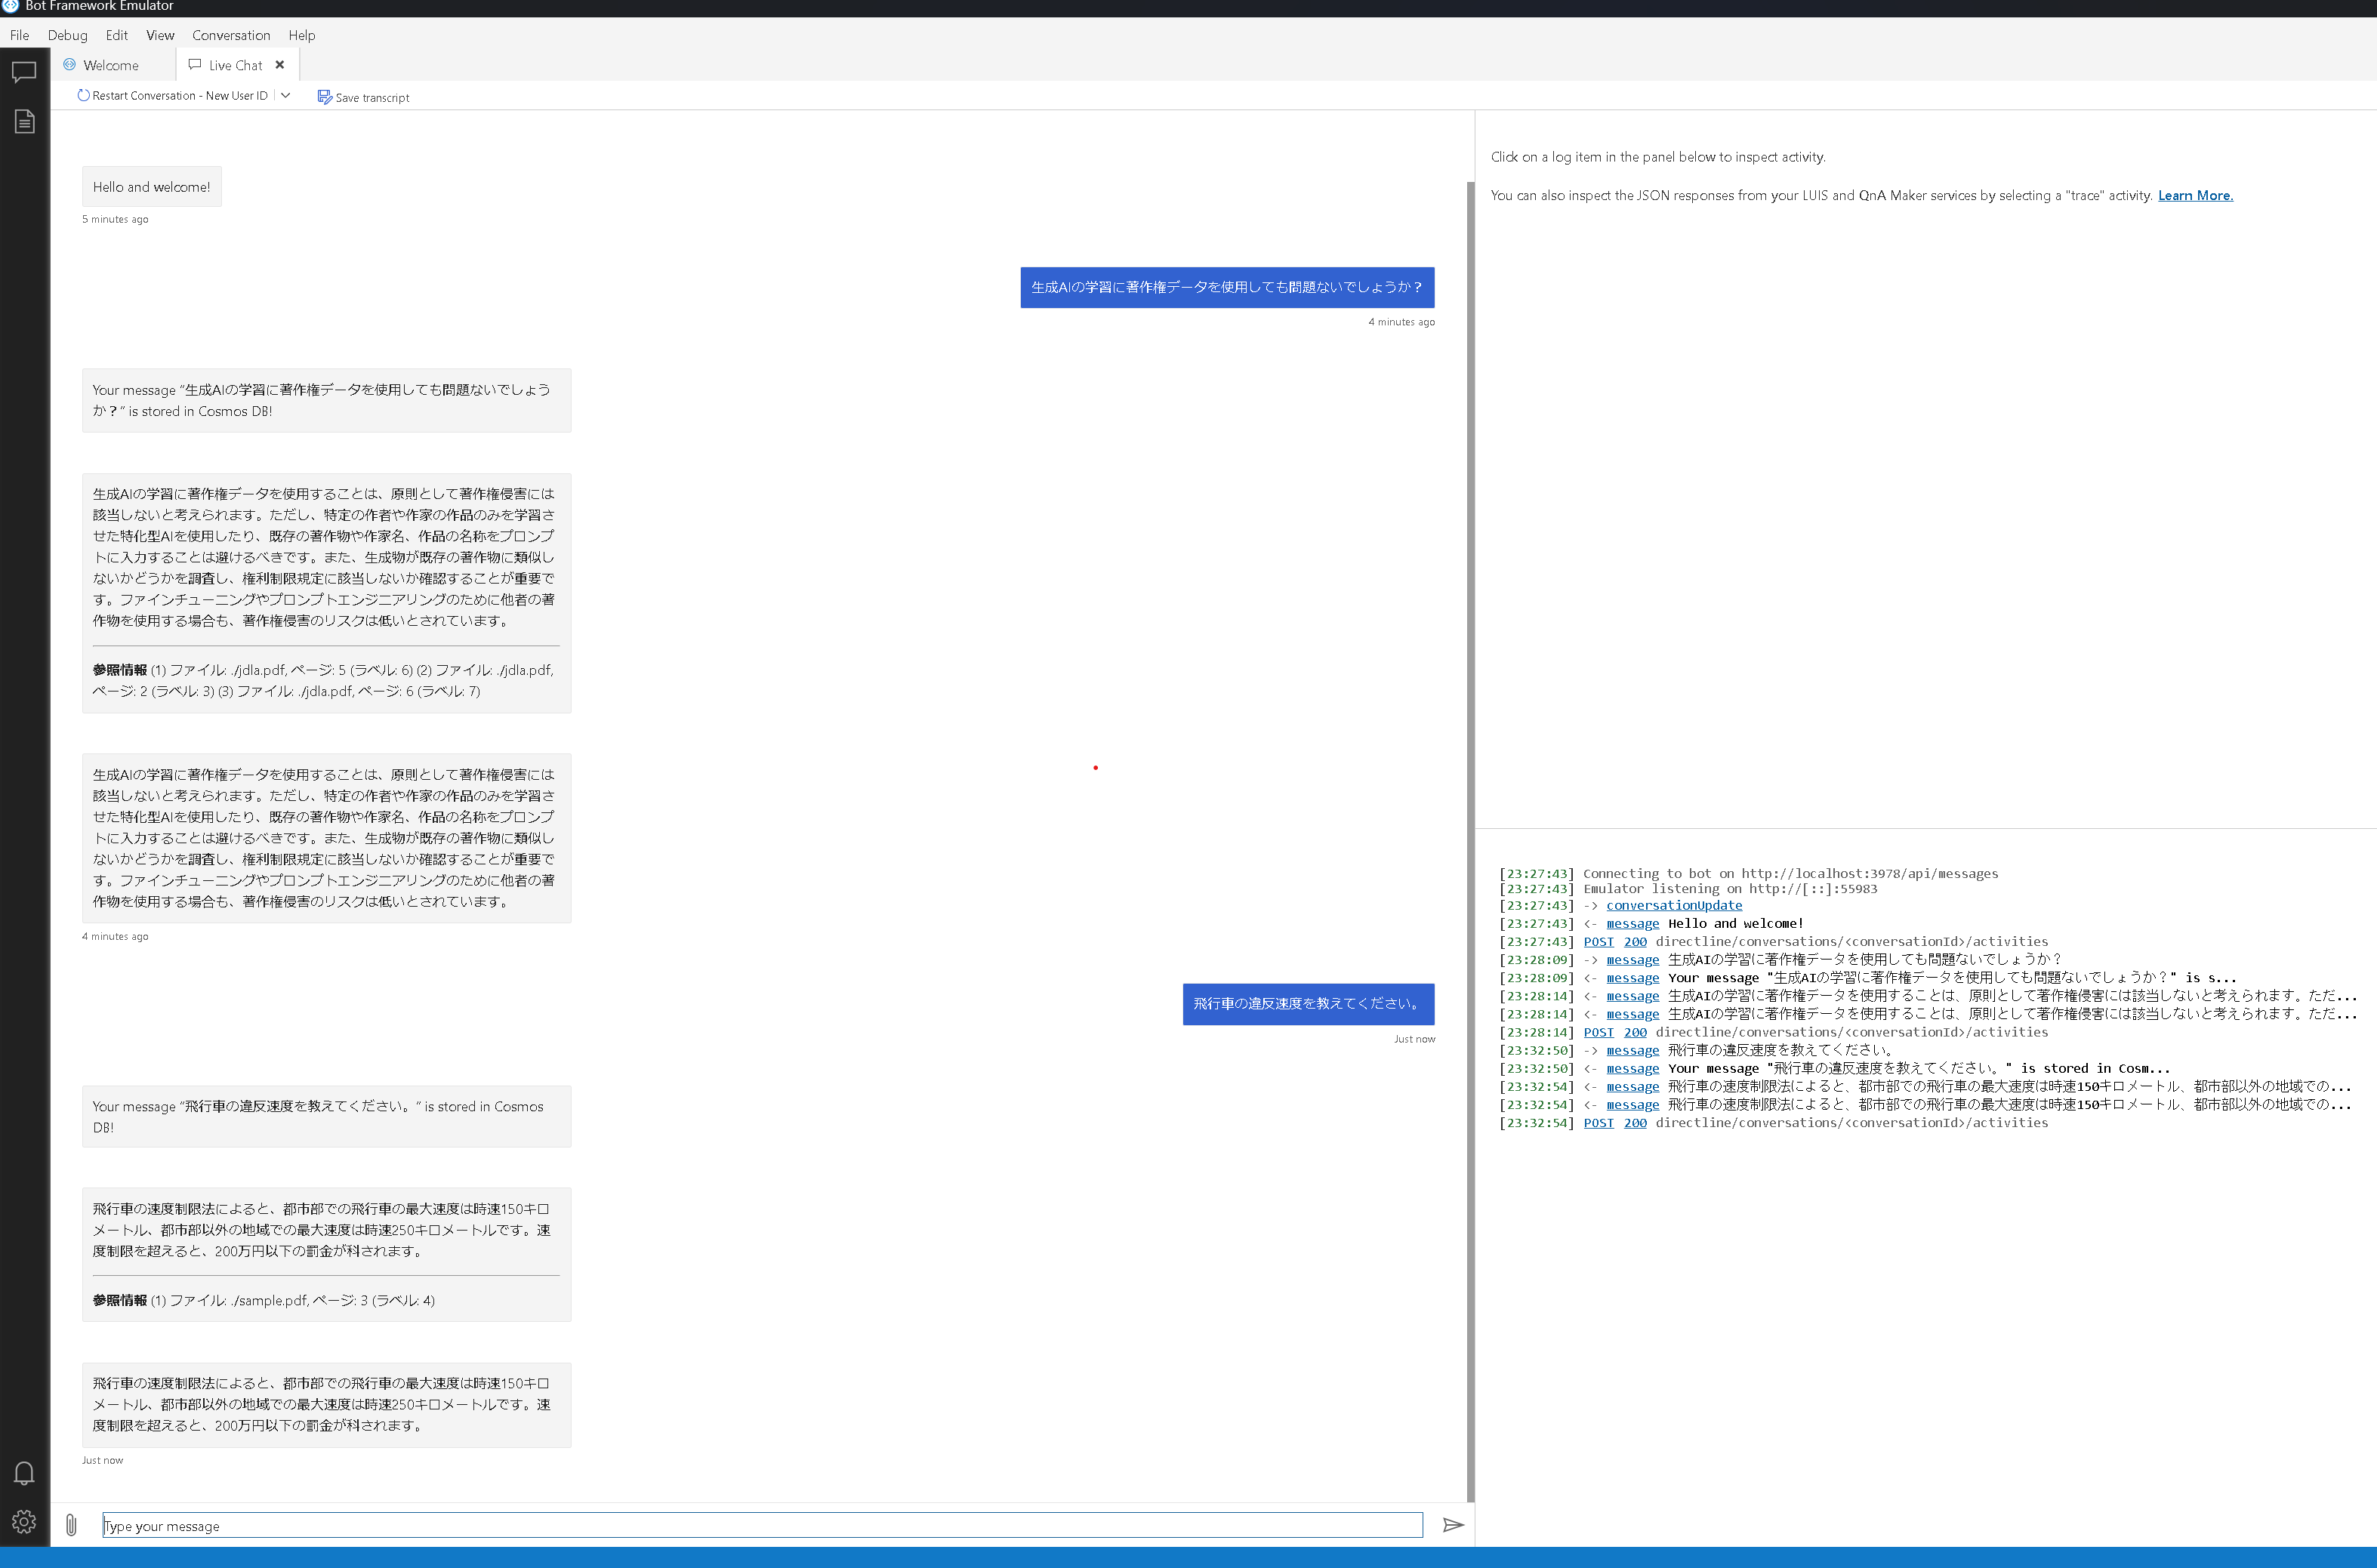 Bot Framework Emulator
File Debug Edit View Conversation Help
Welcome
Live Chat
Restart Conversation - New User ID
Save transcript
Hello and welcome!
5 minutes ago
生成AIの学習に著作権データを使用しても問題ないでしょうか？
4 minutes ago
Your message "生成AIの学習に著作権データを使用しても問題ないでしょう
か？" is stored in Cosmos DB!
生成AIの学習に著作権データを使用することは、原則として著作権侵害には
該当しないと考えられます。ただし、特定の作者や作家の作品のみを学習さ
せた特化型AIを使用したり、既存の著作物や作家名、作品の名称をプロンプ
トに入力することは避けるべきです。また、生成物が既存の著作物に類似し
ないかどうかを調査し、権利制限規定に該当しないか確認することが重要で
す。ファインチューニングやプロンプトエンジニアリングのために他者の著
作物を使用する場合も、著作権侵害のリスクは低いとされています。
参照情報 (1) ファイル: ./jdla.pdf, ページ: 5 (ラベル: 6) (2) ファイル: ./jdla.pdf,
ページ: 2 (ラベル: 3) (3) ファイル: ./jdla.pdf, ページ: 6 (ラベル: 7)
生成AIの学習に著作権データを使用することは、原則として著作権侵害には
該当しないと考えられます。ただし、特定の作者や作家の作品のみを学習さ
せた特化型AIを使用したり、既存の著作物や作家名、作品の名称をプロンプ
トに入力することは避けるべきです。また、生成物が既存の著作物に類似し
ないかどうかを調査し、権利制限規定に該当しないか確認することが重要で
す。ファインチューニングやプロンプトエンジニアリングのために他者の著
作物を使用する場合も、著作権侵害のリスクは低いとされています。
4 minutes ago
飛行車の違反速度を教えてください。
Just now
Your message "飛行車の違反速度を教えてください。" is stored in Cosmos
DB!
飛行車の速度制限法によると、都市部での飛行車の最大速度は時速150キロ
メートル、都市部以外の地域での最大速度は時速250キロメートルです。速
度制限を超えると、200万円以下の罰金が科されます。
参照情報 (1) ファイル: ./sample.pdf, ページ: 3 (ラベル: 4)
飛行車の速度制限法によると、都市部での飛行車の最大速度は時速150キロ
メートル、都市部以外の地域での最大速度は時速250キロメートルです。速
度制限を超えると、200万円以下の罰金が科されます。
Just now
Type your message
Click on a log item in the panel below to inspect activity.
You can also inspect the JSON responses from your LUIS and QnA Maker services by selecting a "trace" activity. Learn More.
[23:27:43] Connecting to bot on http://localhost:3978/api/messages
[23:27:43] Emulator listening on http://[::]:55983
[23:27:43] -> conversationUpdate
[23:27:43] <- message Hello and welcome!
[23:27:43] POST 200 directline/conversations/<conversationId>/activities
[23:28:09] -> message 生成AIの学習に著作権データを使用しても問題ないでしょうか？
[23:28:09] <- message Your message "生成AIの学習に著作権データを使用しても問題ないでしょうか？" is s...
[23:28:14] <- message 生成AIの学習に著作権データを使用することは、原則として著作権侵害には該当しないと考えられます。ただ...
[23:28:14] <- message 生成AIの学習に著作権データを使用することは、原則として著作権侵害には該当しないと考えられます。ただ...
[23:28:14] POST 200 directline/conversations/<conversationId>/activities
[23:32:50] -> message 飛行車の違反速度を教えてください。
[23:32:50] <- message Your message "飛行車の違反速度を教えてください。" is stored in Cosm...
[23:32:54] <- message 飛行車の速度制限法によると、都市部での飛行車の最大速度は時速150キロメートル、都市部以外の地域での...
[23:32:54] <- message 飛行車の速度制限法によると、都市部での飛行車の最大速度は時速150キロメートル、都市部以外の地域での...
[23:32:54] POST 200 directline/conversations/<conversationId>/activities